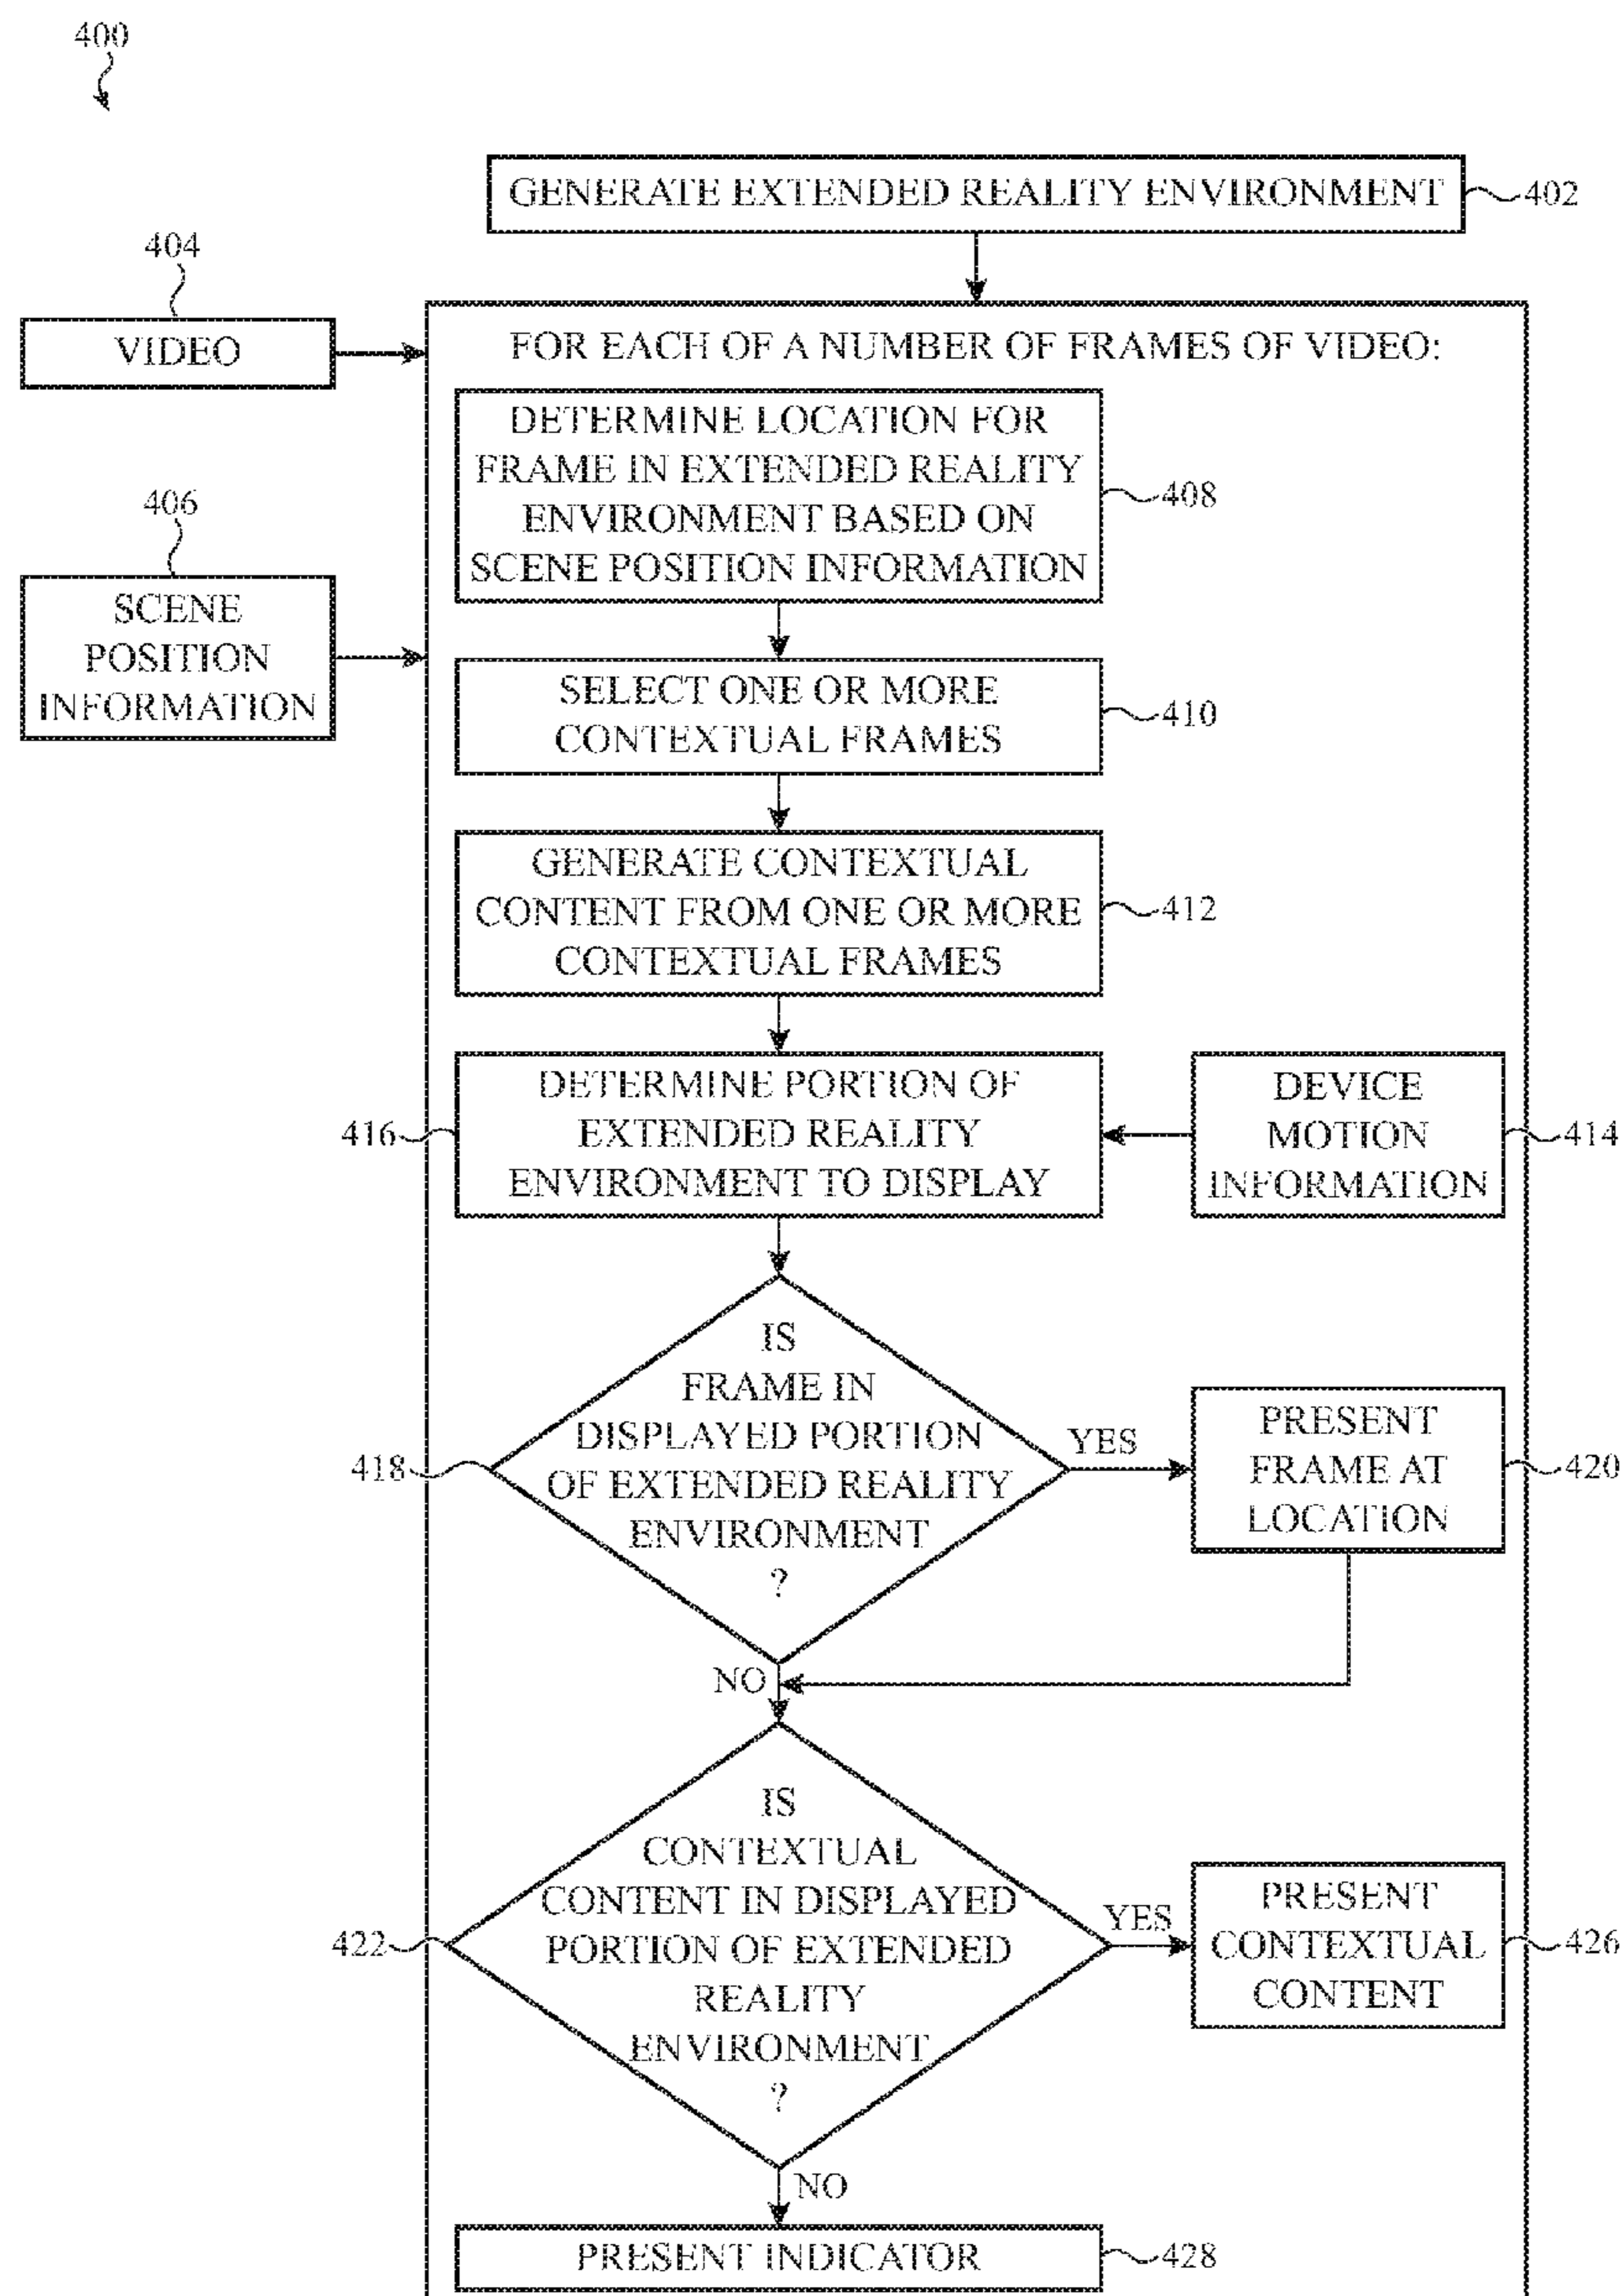 400
GENERATE EXTENDED REALITY ENVIRONMENT
402
404
VIDEO
FOR EACH OF A NUMBER OF FRAMES OF VIDEO:
406
SCENE
POSITION
INFORMATION
DETERMINE LOCATION FOR
FRAME IN EXTENDED REALITY
ENVIRONMENT BASED ON
SCENE POSITION INFORMATION
408
SELECT ONE OR MORE
CONTEXTUAL FRAMES
410
GENERATE CONTEXTUAL
CONTENT FROM ONE OR MORE
CONTEXTUAL FRAMES
412
416
DETERMINE PORTION OF
EXTENDED REALITY
ENVIRONMENT TO DISPLAY
DEVICE
MOTION
INFORMATION
414
418
IS
FRAME IN
DISPLAYED PORTION
OF EXTENDED REALITY
ENVIRONMENT
?
YES
PRESENT
FRAME AT
LOCATION
420
NO
422
IS
CONTEXTUAL
CONTENT IN DISPLAYED
PORTION OF EXTENDED
REALITY
ENVIRONMENT
?
YES
PRESENT
CONTEXTUAL
CONTENT
426
NO
PRESENT INDICATOR
428